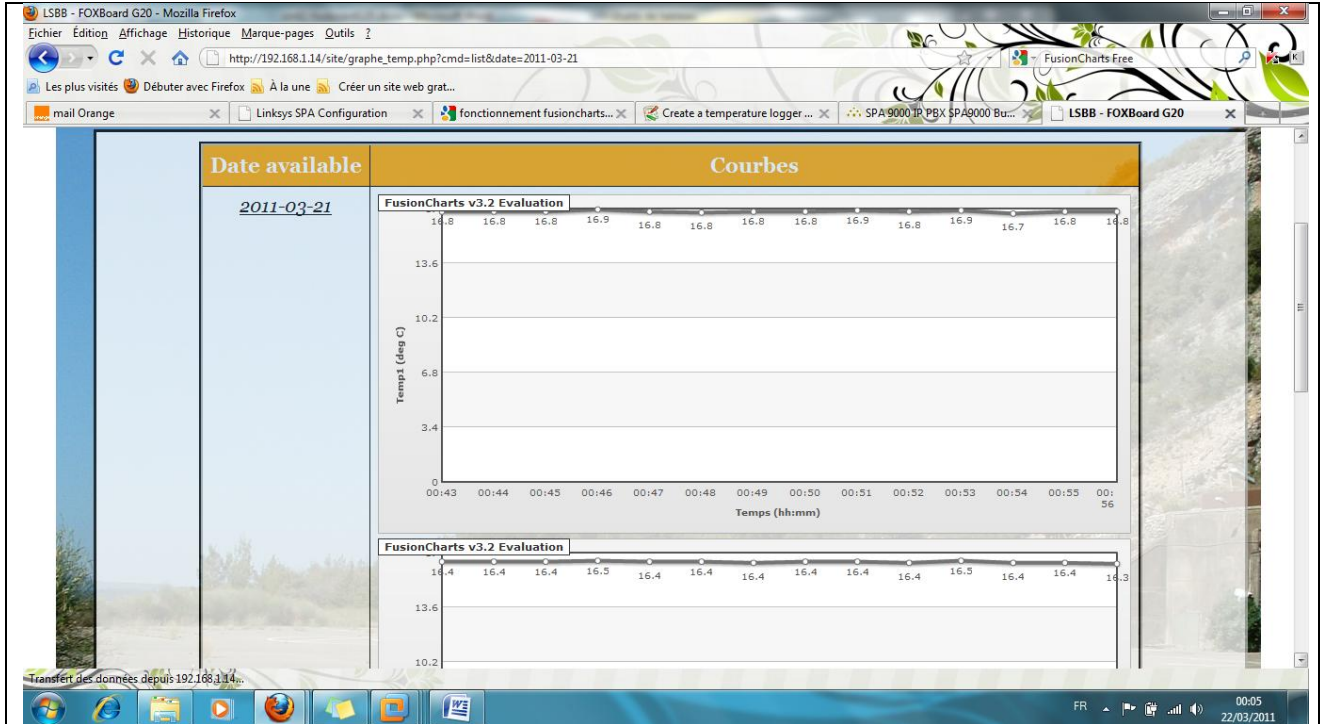 LSBB - FOXBoard G20 - Mozilla Firefox
Fichier Édition Affichage Historique Marque-pages Outils ?
http://192.168.1.14/site/graphe_temp.php?cmd=list&date=2011-03-21 FusionCharts Free
Les plus visités Débuter avec Firefox À la une Créer un site web grat...
mail Orange Linksys SPA Configuration fonctionnement fusioncharts... Create a temperature logger ... SPA 9000 IP PBX SPA9000 Bu... LSBB - FOXBoard G20
Date available Courbes
2011-03-21
FusionCharts v3.2 Evaluation
16.8 16.8 16.8 16.9 16.8 16.8 16.8 16.8 16.9 16.8 16.9 16.7 16.8 16.8
13.6
10.2
6.8
3.4
0
Temp1 (deg C)
00:43 00:44 00:45 00:46 00:47 00:48 00:49 00:50 00:51 00:52 00:53 00:54 00:55 00:
56
Temps (hh:mm)
FusionCharts v3.2 Evaluation
16.4 16.4 16.4 16.5 16.4 16.4 16.4 16.4 16.4 16.4 16.5 16.4 16.4 16.3
13.6
10.2
Transfert des données depuis 192.168.1.14...
FR 00:05
22/03/2011